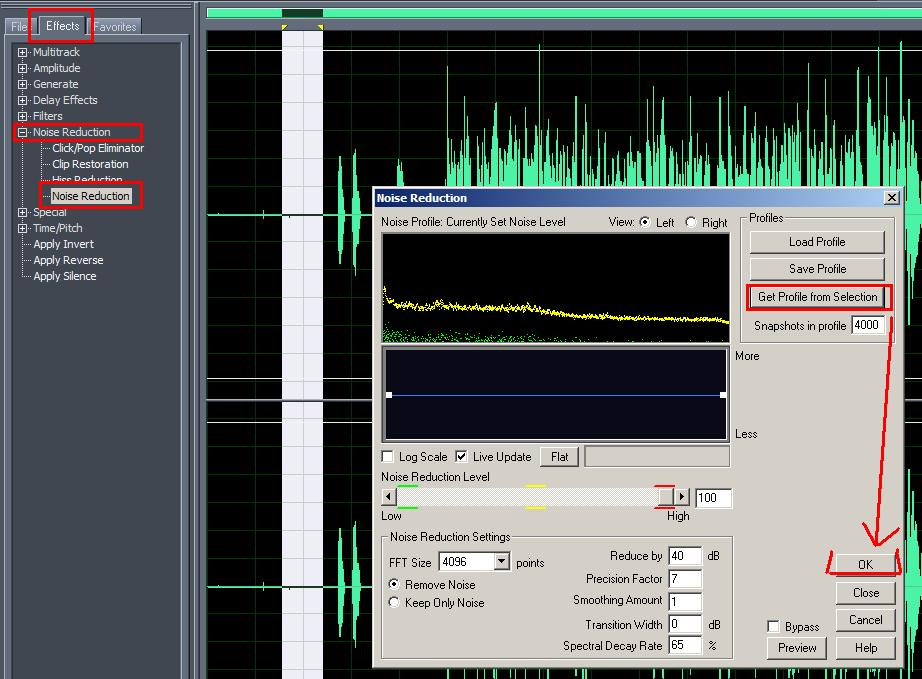 Files
Effects
Favorites
Multitrack
Amplitude
Generate
Delay Effects
Filters
Noise Reduction
Click/Pop Eliminator
Clip Restoration
Hiss Reduction
Noise Reduction
Special
Time/Pitch
Apply Invert
Apply Reverse
Apply Silence
Noise Reduction
Noise Profile: Currently Set Noise Level
View: Left Right
Profiles
Load Profile
Save Profile
Get Profile from Selection
Snapshots in profile 4000
More
Less
Log Scale Live Update Flat
Noise Reduction Level
100
Low High
Noise Reduction Settings
FFT Size 4096 points
Remove Noise
Keep Only Noise
Reduce by 40 dB
Precision Factor 7
Smoothing Amount 1
Transition Width 0 dB
Spectral Decay Rate 65 %
Bypass
Preview
OK
Close
Cancel
Help